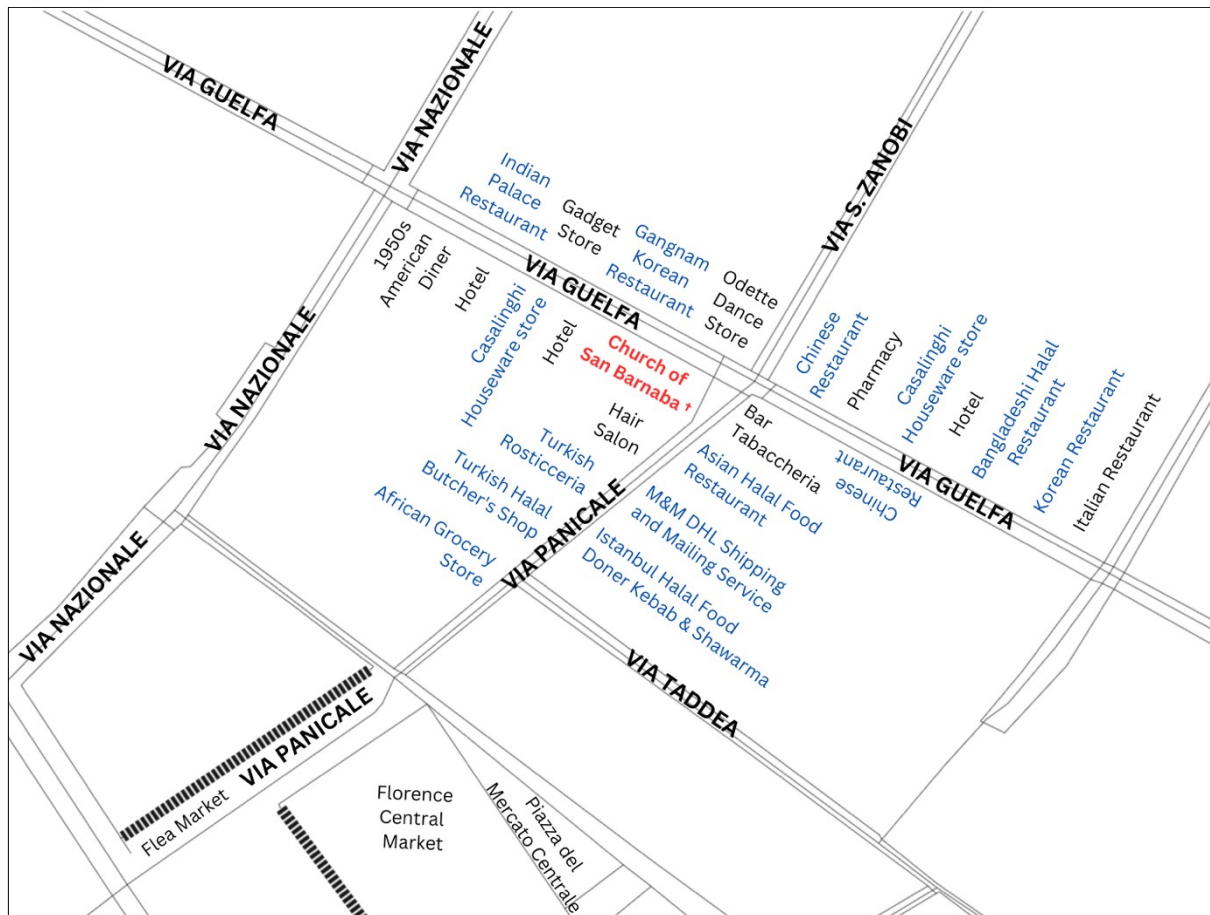 VIA GUELFA
VIA NAZIONALE
VIA S. ZANOBI
Indian
Palace
Restaurant
Gadget
Store
Gangnam
Korean
Restaurant
Odette
Dance
Store
1950s
American
Diner
Hotel
Casalinghi
Houseware store
Hotel
VIA GUELFA
Church of
San Barnaba †
Hair
Salon
Turkish
Rosticceria
Turkish Halal
Butcher's Shop
African Grocery
Store
VIA NAZIONALE
VIA PANICALE
Chinese
Restaurant
Pharmacy
Casalinghi
Houseware store
Hotel
Bangladeshi Halal
Restaurant
Korean Restaurant
Italian Restaurant
VIA GUELFA
Bar
Tabaccheria
Chinese
Restaurant
Asian Halal Food
Restaurant
M&M DHL Shipping
and Mailing Service
Istanbul Halal Food
Doner Kebab & Shawarma
VIA NAZIONALE
VIA TADDEA
VIA PANICALE
Flea Market
Florence
Central
Market
Piazza del
Mercato Centrale